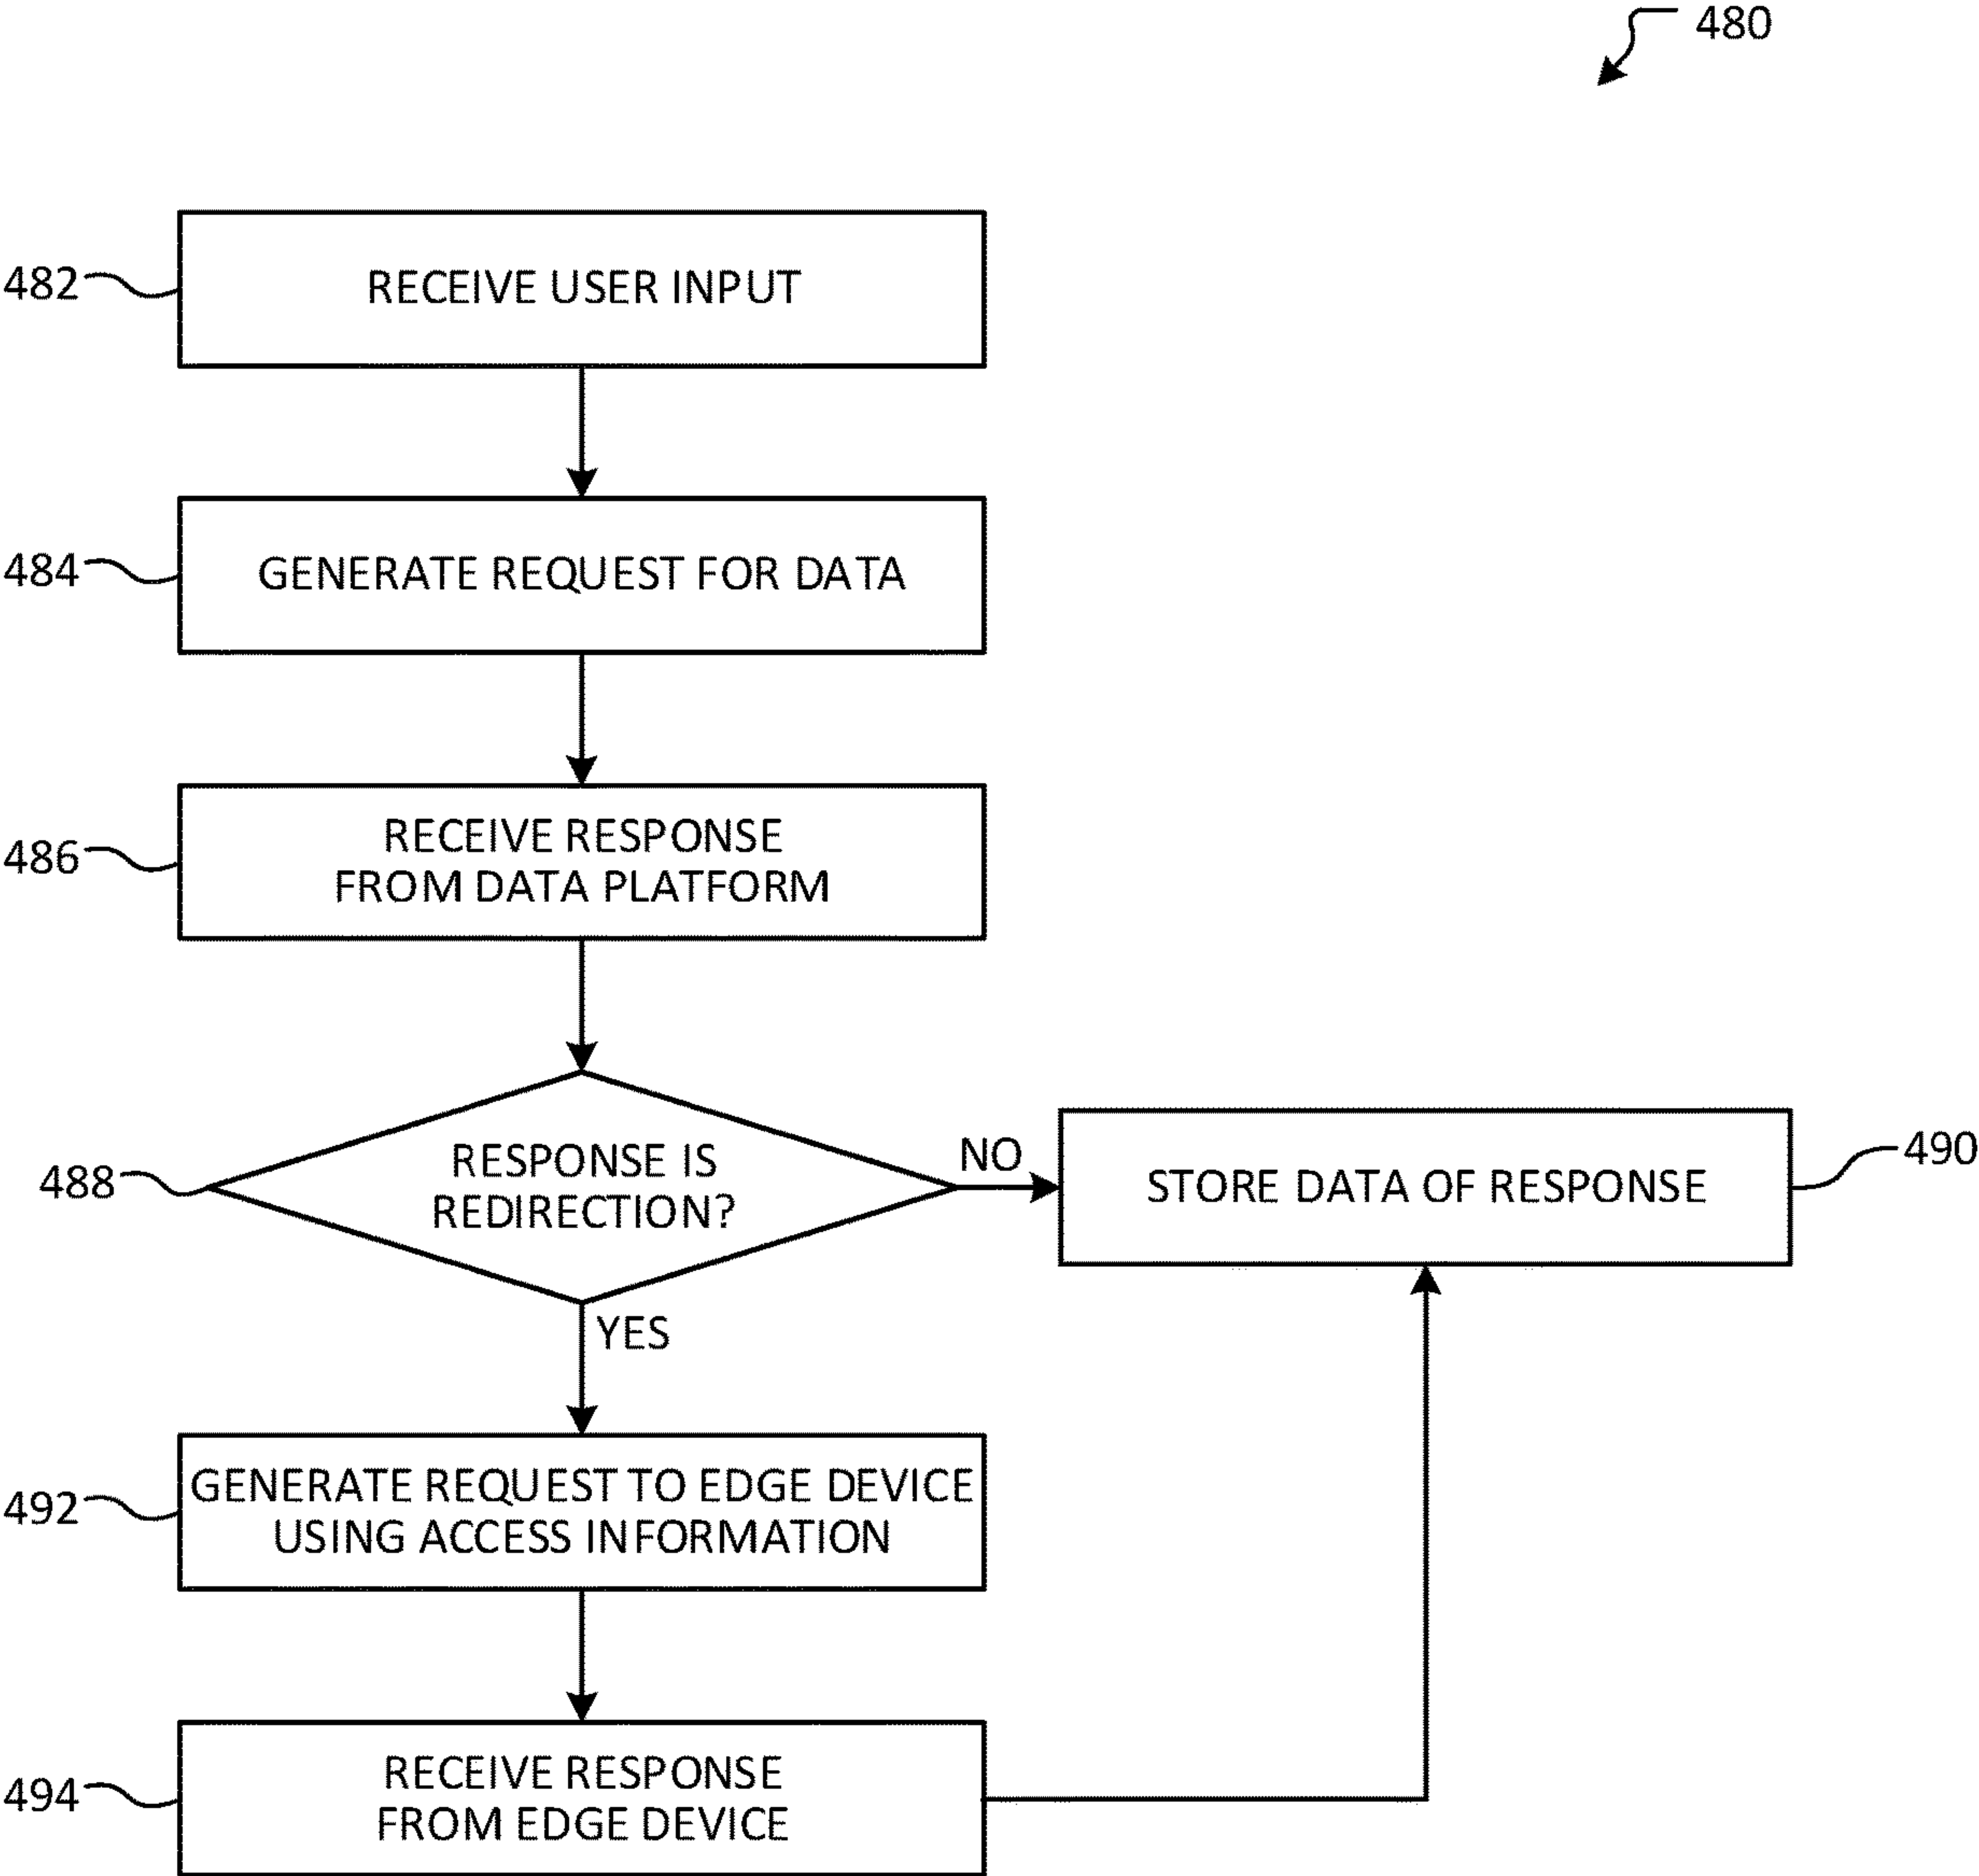 480
482
RECEIVE USER INPUT
484
GENERATE REQUEST FOR DATA
486
RECEIVE RESPONSE
FROM DATA PLATFORM
488
RESPONSE IS
REDIRECTION?
NO
STORE DATA OF RESPONSE
490
YES
492
GENERATE REQUEST TO EDGE DEVICE
USING ACCESS INFORMATION
494
RECEIVE RESPONSE
FROM EDGE DEVICE